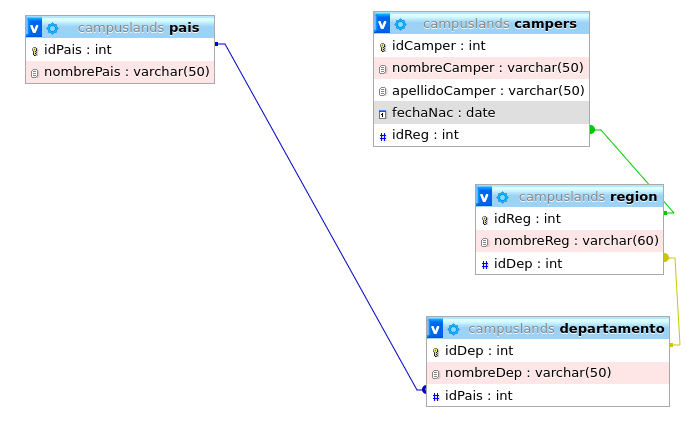 campuslands pais
idPais : int
nombrePais : varchar(50)
campuslands campers
idCamper : int
nombreCamper : varchar(50)
apellidoCamper : varchar(50)
fechaNac : date
# idReg : int
campuslands region
idReg : int
nombreReg : varchar(60)
# idDep : int
campuslands departamento
idDep : int
nombreDep : varchar(50)
# idPais : int